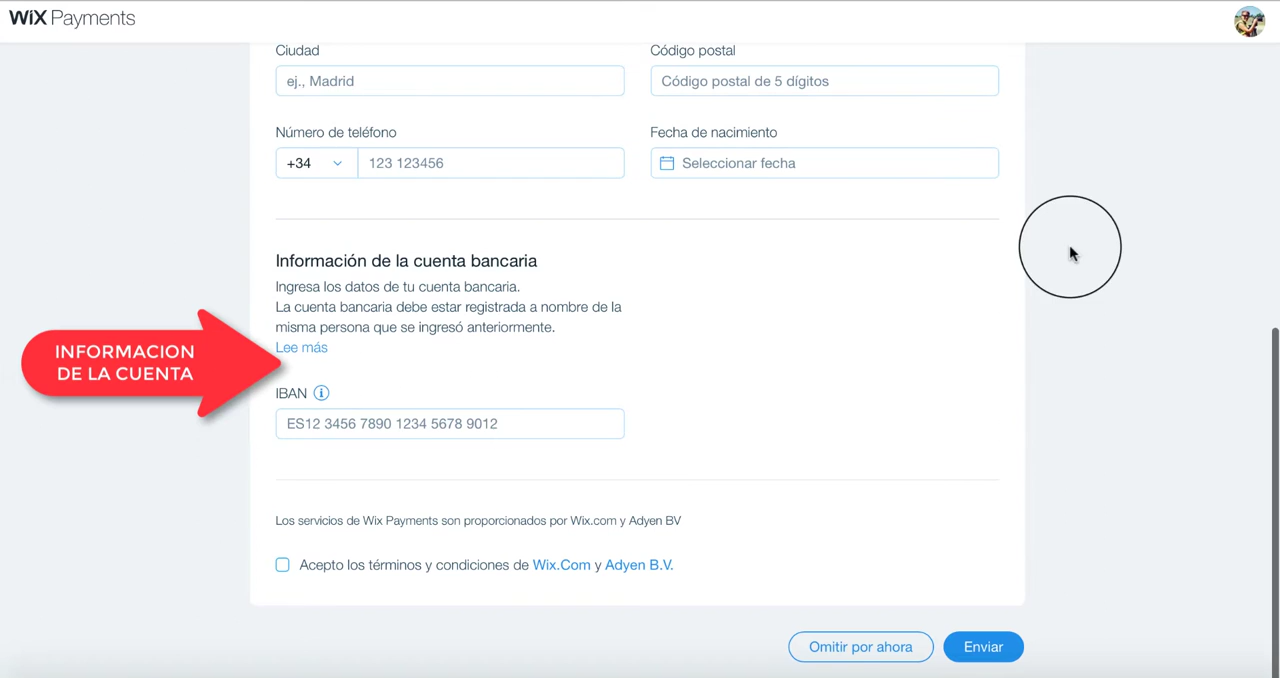 WiX Payments
Ciudad
Código postal
ej., Madrid
Código postal de 5 dígitos
Número de teléfono
Fecha de nacimiento
+34
123 123456
Seleccionar fecha
Información de la cuenta bancaria
Ingresa los datos de tu cuenta bancaria.
La cuenta bancaria debe estar registrada a nombre de la
misma persona que se ingresó anteriormente.
Lee más
INFORMACION
DE LA CUENTA
IBAN i
ES12 3456 7890 1234 5678 9012
Los servicios de Wix Payments son proporcionados por Wix.com y Adyen BV
Acepto los términos y condiciones de Wix.Com y Adyen B.V.
Omitir por ahora
Enviar